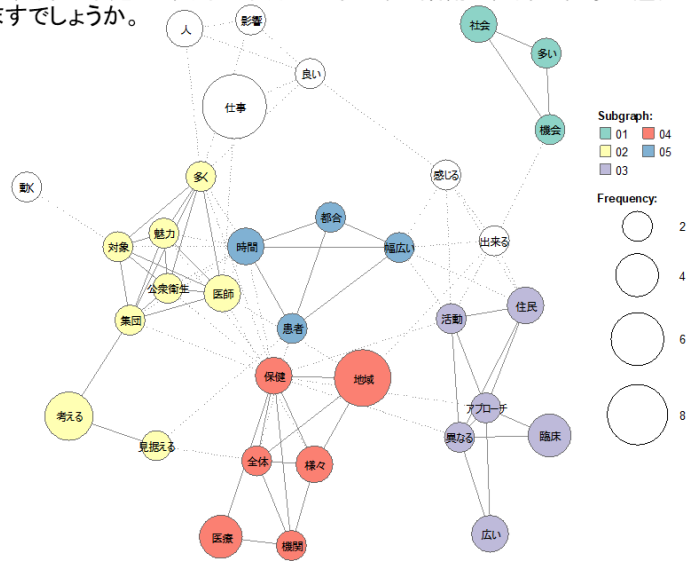 ますでしょうか。
人
影響
良い
仕事
社会
多い
機会
動く
多く
感じる
対象
魅力
時間
都合
幅広い
出来る
公衆衛生
医師
集団
患者
活動
住民
保健
地域
考える
見据える
アプローチ
異なる
臨床
全体
様々
医療
機関
広い
Subgraph:
01
04
02
05
03
Frequency:
2
4
6
8